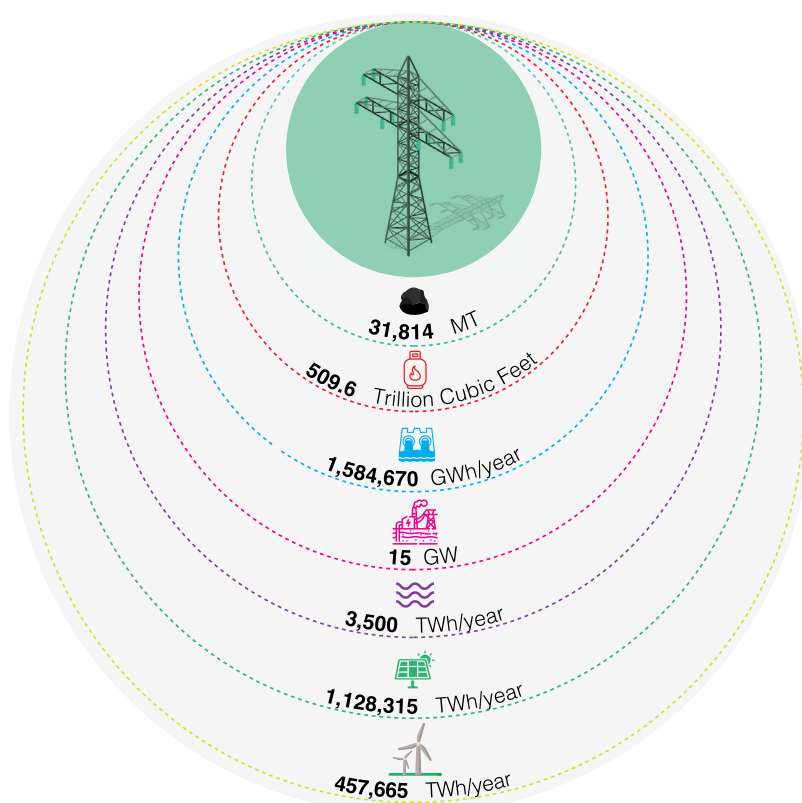 31,814 MT
509.6 Trillion Cubic Feet
1,584,670 GWh/year
15 GW
3,500 TWh/year
1,128,315 TWh/year
457,665 TWh/year